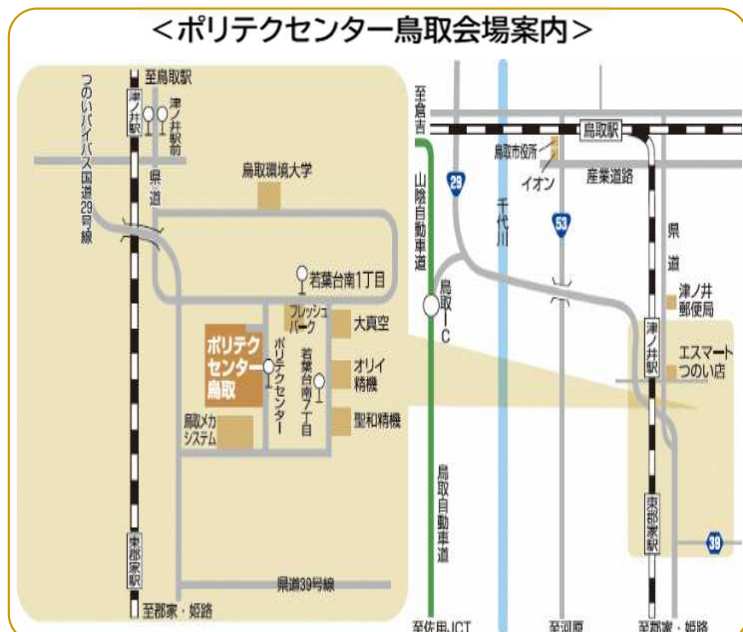 ＜ポリテクセンター鳥取会場案内＞
至鳥取駅
つのいバイパス国道29号線
津ノ井駅
津ノ井駅前
県道
鳥取環境大学
若葉台南1丁目
フレッシュ
パーク
大真空
ポリテク
センター
鳥取
ポリテクセンター
若葉台南7丁目
オリイ
精機
鳥取メカ
システム
聖和精機
東郡家駅
県道39号線
至郡家・姫路
至倉吉
鳥取駅
鳥取市役所
イオン
産業道路
29
53
山陰自動車道
千代川
県道
鳥取IC
津ノ井
郵便局
津ノ井駅
エスマート
つのい店
鳥取自動車道
東郡家駅
39
至佐用JCT
至河原
至郡家・姫路